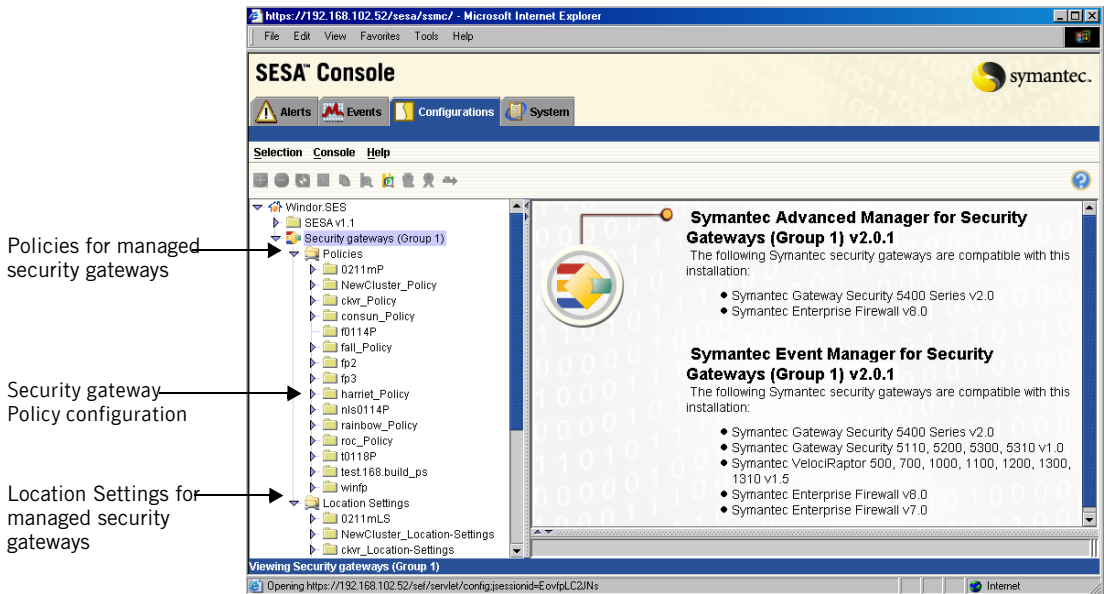 https://192.168.102.52/sesa/ssmc/ - Microsoft Internet Explorer
File Edit View Favorites Tools Help
SESA™ Console
symantec.
Alerts Events Configurations System
Selection Console Help
Windor.SES
SESA v1.1
Security gateways (Group 1)
Policies
0211mP
NewCluster_Policy
ckvr_Policy
consun_Policy
f0114P
fall_Policy
fp2
fp3
harriet_Policy
nls0114P
rainbow_Policy
roc_Policy
t0118P
test.168.build_ps
winfp
Location Settings
0211mLS
NewCluster_Location-Settings
ckvr_Location-Settings
Policies for managed
security gateways
Security gateway
Policy configuration
Location Settings for
managed security
gateways
Symantec Advanced Manager for Security
Gateways (Group 1) v2.0.1
The following Symantec security gateways are compatible with this
installation:
● Symantec Gateway Security 5400 Series v2.0
● Symantec Enterprise Firewall v8.0
Symantec Event Manager for Security
Gateways (Group 1) v2.0.1
The following Symantec security gateways are compatible with this
installation:
● Symantec Gateway Security 5400 Series v2.0
● Symantec Gateway Security 5110, 5200, 5300, 5310 v1.0
● Symantec VelociRaptor 500, 700, 1000, 1100, 1200, 1300,
1310 v1.5
● Symantec Enterprise Firewall v8.0
● Symantec Enterprise Firewall v7.0
Viewing Security gateways (Group 1)
Opening https://192.168.102.52/sef/servlet/config;jsessionid=EovfpLC2JNs
Internet